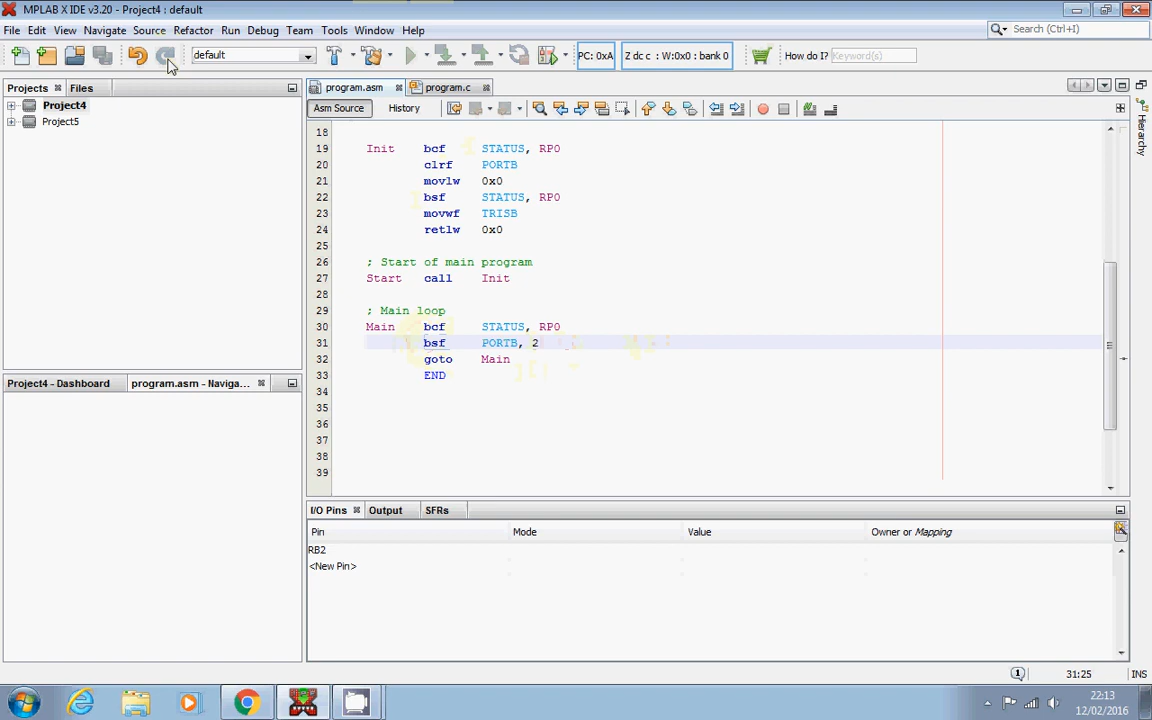 MPLAB X IDE v3.20 - Project4 : default
File Edit View Navigate Source Refactor Run Debug Team Tools Window Help
Search (Ctrl+I)
default
PC: 0xA
Z dc c : W:0x0 : bank 0
How do I?
Keyword(s)
Projects
Files
program.asm
program.c
Project4
Project5
Asm Source
History
Hierarchy
18
19 Init bcf STATUS, RP0
20 clrf PORTB
21 movlw 0x0
22 bsf STATUS, RP0
23 movwf TRISB
24 retlw 0x0
25
26 ; Start of main program
27 Start call Init
28
29 ; Main loop
30 Main bcf STATUS, RP0
31 bsf PORTB, 2
32 goto Main
33 END
34
35
36
37
38
39
Project4 - Dashboard
program.asm - Naviga...
I/O Pins
Output
SFRs
Pin Mode Value Owner or Mapping
RB2
<New Pin>
1
31:25
INS
22:13
12/02/2016